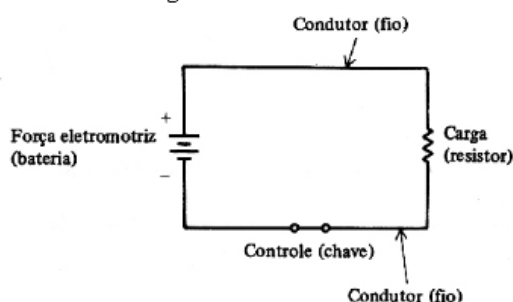 Condutor (fio)
+
Força eletromotriz
(bateria)
−
Carga
(resistor)
Controle (chave)
Condutor (fio)